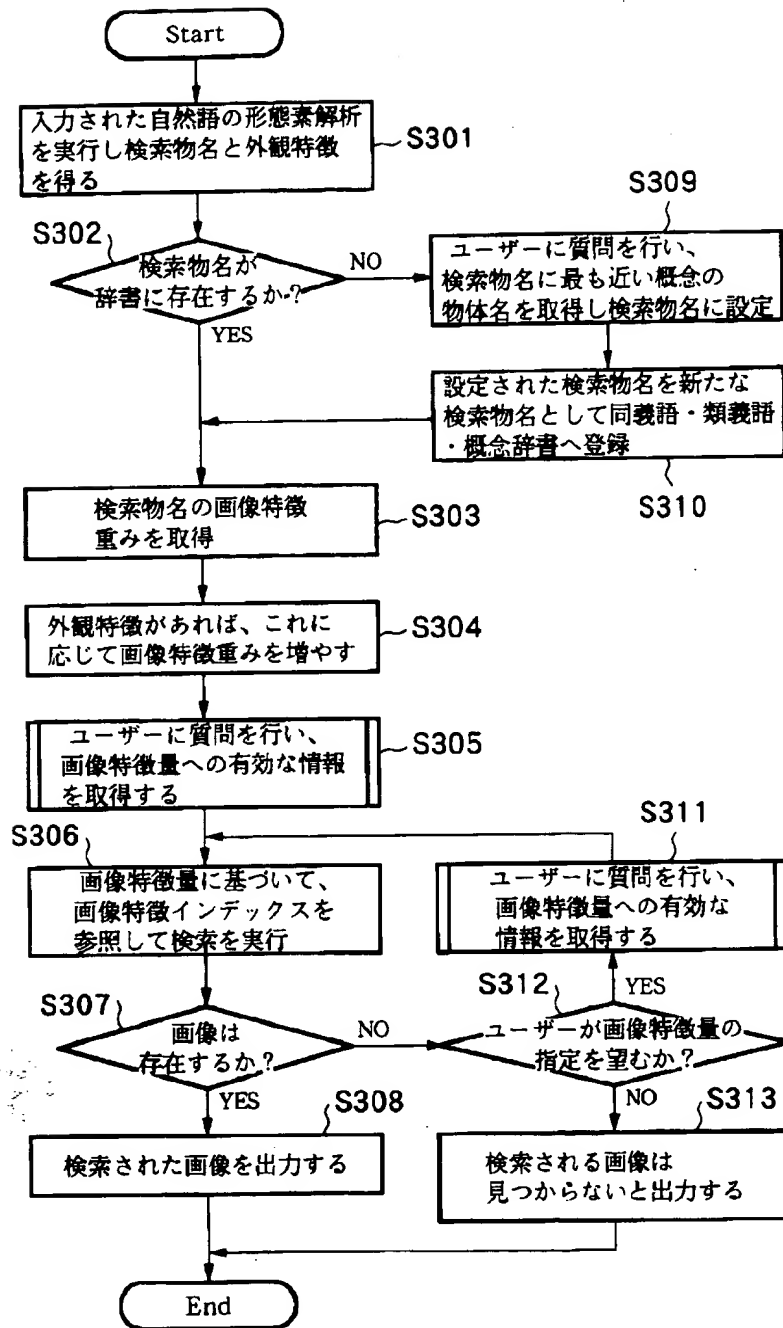 Start
入力された自然語の形態素解析
を実行し検索物名と外観特徴
を得る
S301
S302
検索物名が
辞書に存在するか?
NO
YES
S309
ユーザーに質問を行い、
検索物名に最も近い概念の
物体名を取得し検索物名に設定
設定された検索物名を新たな
検索物名として同義語・類義語
・概念辞書へ登録
S310
検索物名の画像特徴
重みを取得
S303
外観特徴があれば、これに
応じて画像特徴重みを増やす
S304
ユーザーに質問を行い、
画像特徴量への有効な情報
を取得する
S305
S306
画像特徴量に基づいて、
画像特徴インデックスを
参照して検索を実行
S311
ユーザーに質問を行い、
画像特徴量への有効な
情報を取得する
S307
画像は
存在するか?
NO
YES
S312
YES
ユーザーが画像特徴量の
指定を望むか?
NO
S308
検索された画像を出力する
S313
検索される画像は
見つからないと出力する
End